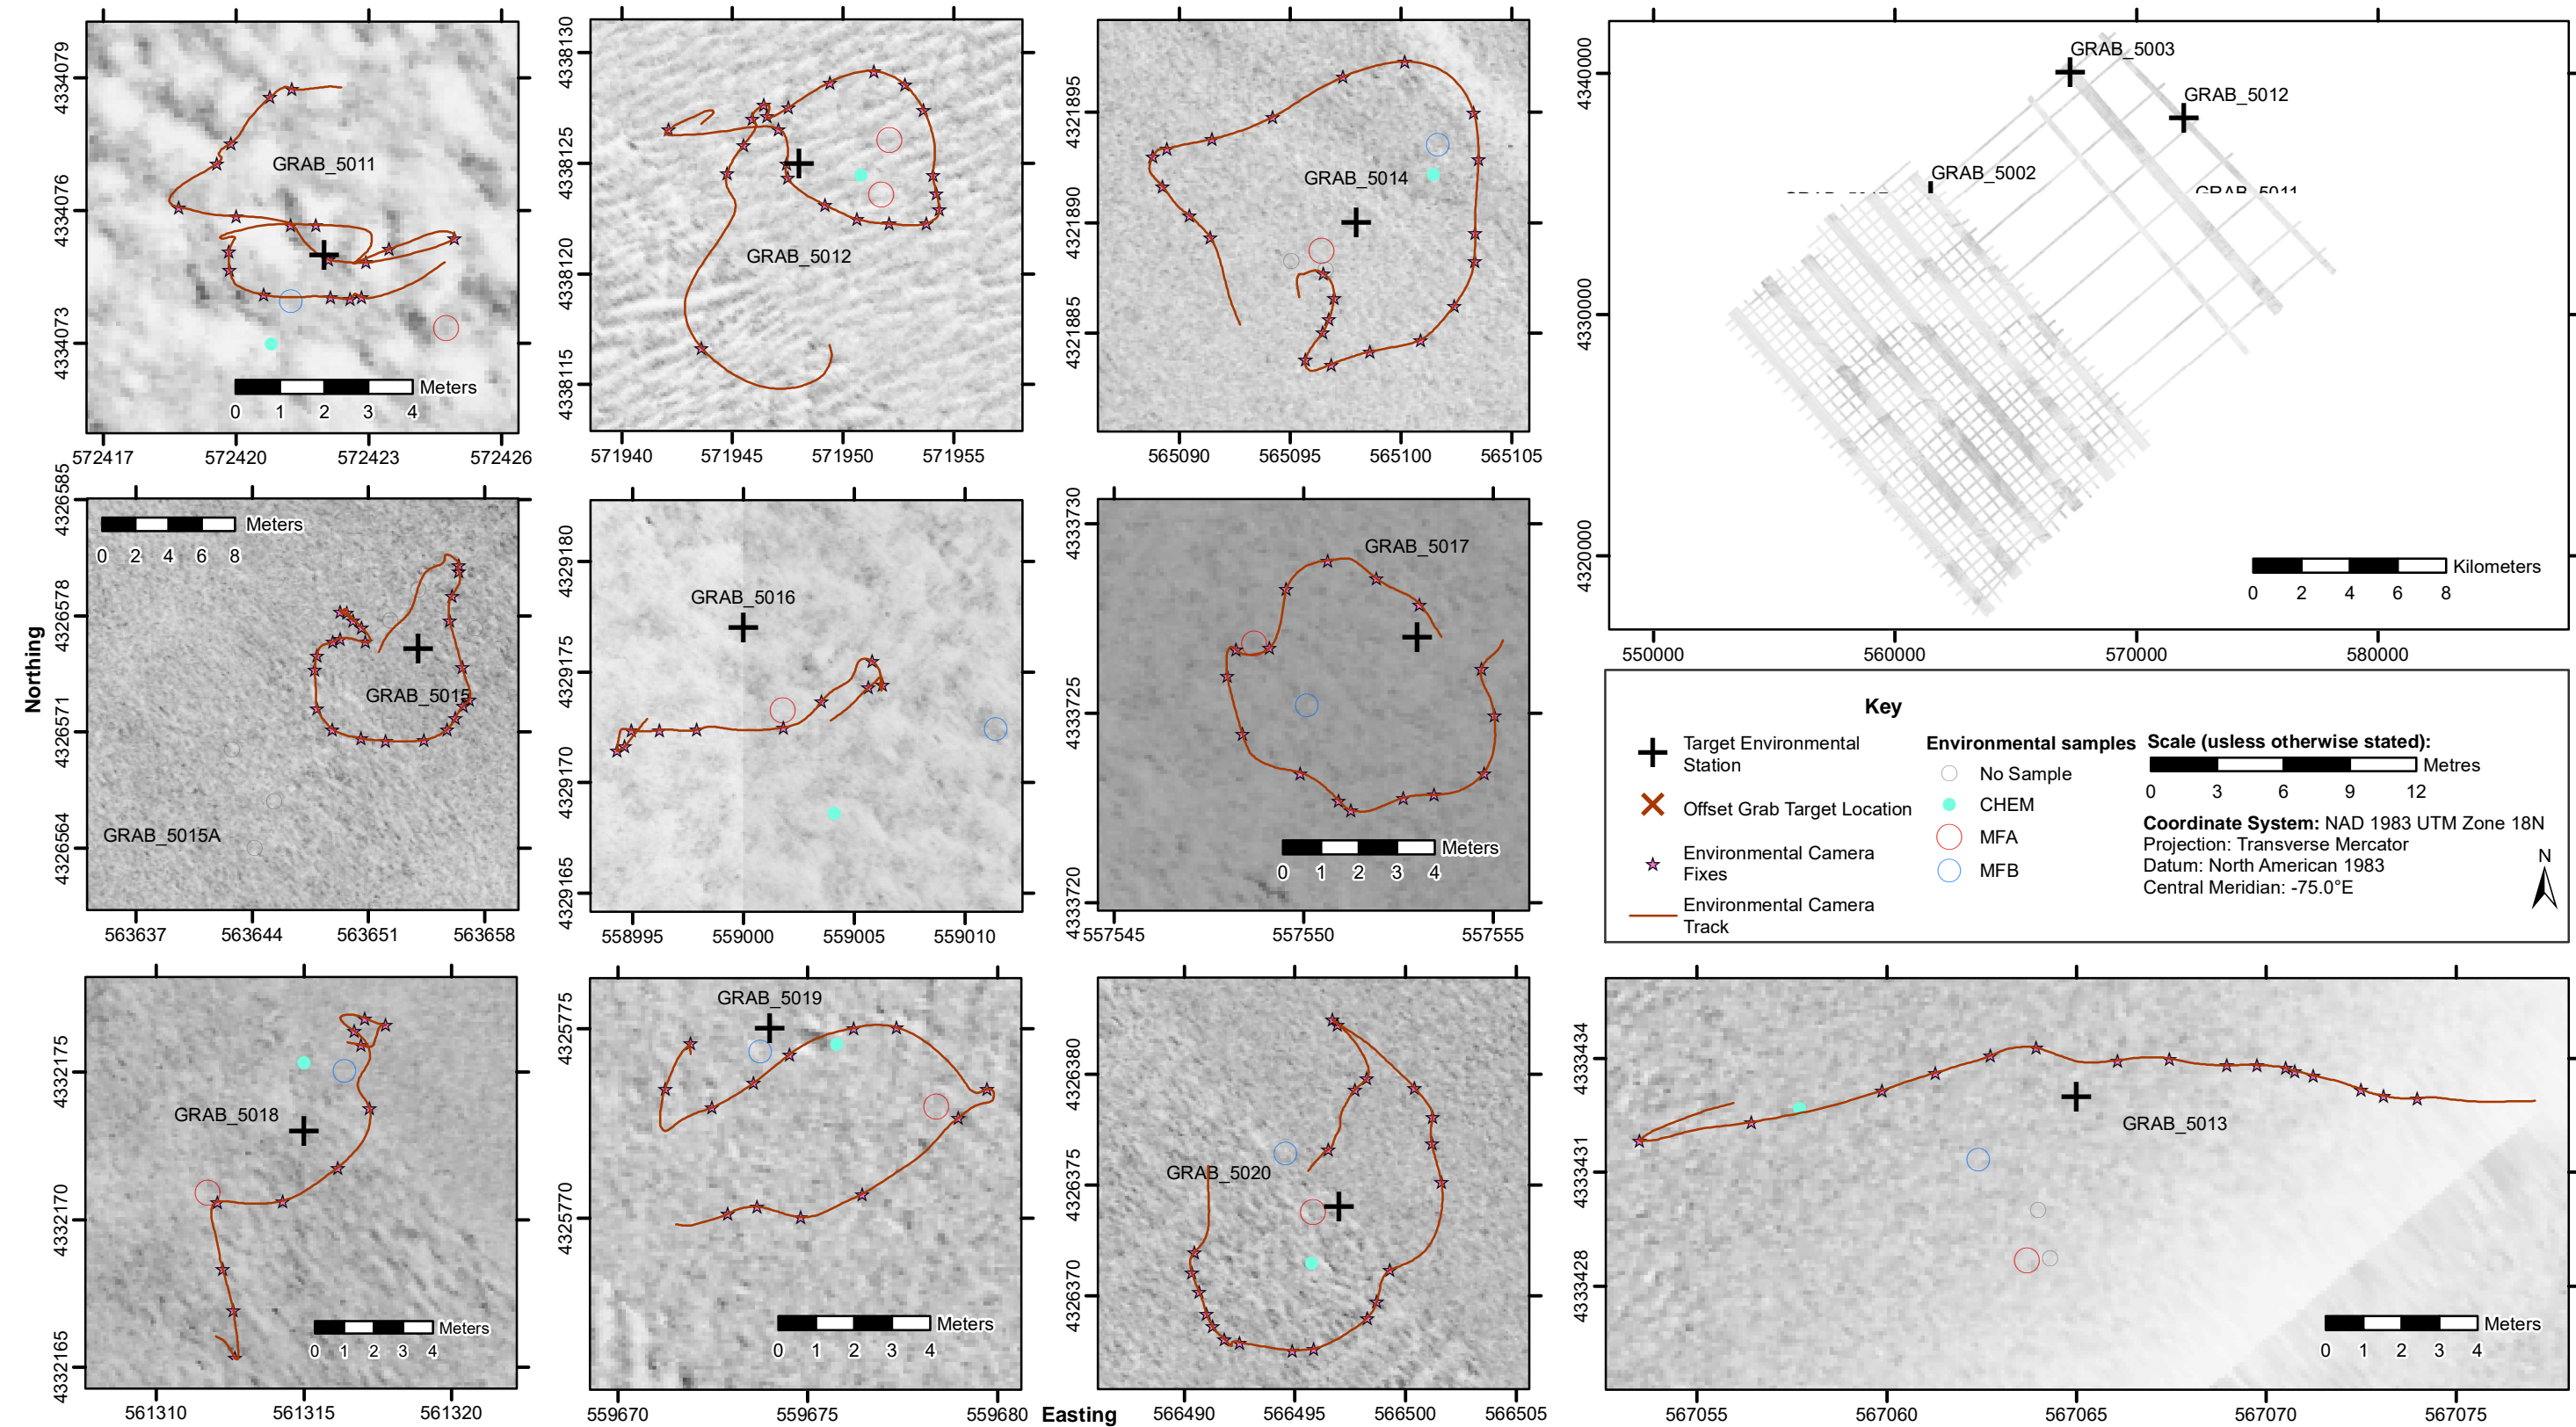 4334079
4334076
4334073
GRAB_5011
Meters
0 1 2 3 4
572417 572420 572423 572426
4338130
4338125
4338120
4338115
GRAB_5012
571940 571945 571950 571955
4321895
4321890
4321885
GRAB_5014
565090 565095 565100 565105
4340000
4330000
4320000
GRAB_5003
GRAB_5012
GRAB_5002
GRAB_5011
Kilometers
0 2 4 6 8
550000 560000 570000 580000
Northing
4326585
4326578
4326571
4326564
Meters
0 2 4 6 8
GRAB_5015
GRAB_5015A
563637 563644 563651 563658
4329180
4329175
4329170
4329165
GRAB_5016
558995 559000 559005 559010
4333730
4333725
4333720
GRAB_5017
Meters
0 1 2 3 4
557545 557550 557555
Key
Target Environmental
Station
Offset Grab Target Location
Environmental Camera
Fixes
Environmental Camera
Track
Environmental samples
No Sample
CHEM
MFA
MFB
Scale (usless otherwise stated):
Metres
0 3 6 9 12
Coordinate System: NAD 1983 UTM Zone 18N
Projection: Transverse Mercator
Datum: North American 1983
Central Meridian: -75.0°E
N
4332175
4332170
4332165
GRAB_5018
Meters
0 1 2 3 4
561310 561315 561320
4332575
4332570
GRAB_5019
Meters
0 1 2 3 4
559670 559675 559680
Easting
4326380
4326375
4326370
GRAB_5020
566490 566495 566500 566505
4333434
4333431
4333428
GRAB_5013
Meters
0 1 2 3 4
567055 567060 567065 567070 567075